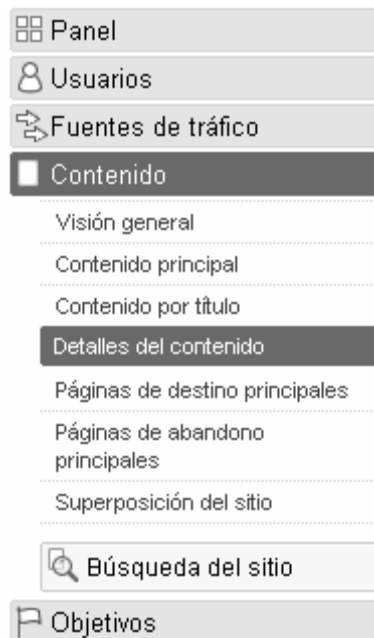 Panel
Usuarios
Fuentes de tráfico
Contenido
Visión general
Contenido principal
Contenido por título
Detalles del contenido
Páginas de destino principales
Páginas de abandono
principales
Superposición del sitio
Búsqueda del sitio
Objetivos